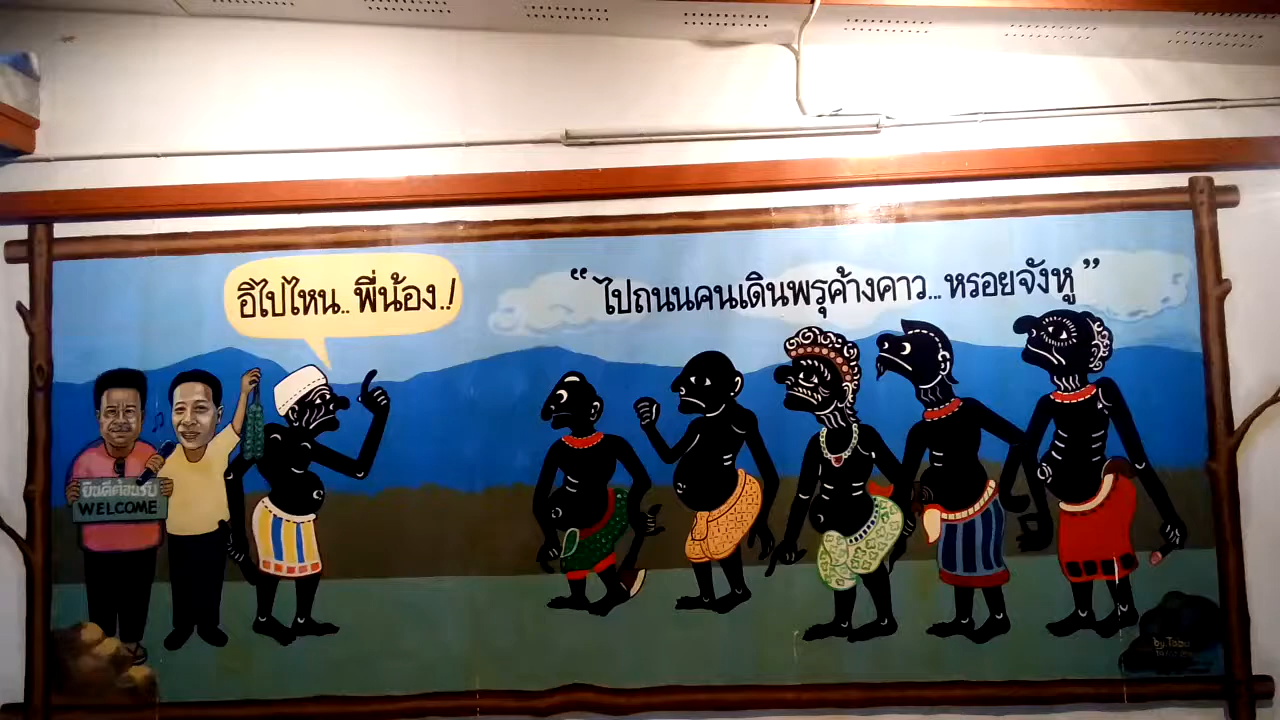 อิไปไหน..พี่น้อง.!
“ไปถนนคนเดินพรุค้างคาว...หรอยจังหู”
ยินดีต้อนรับ
WELCOME
by.Tabu